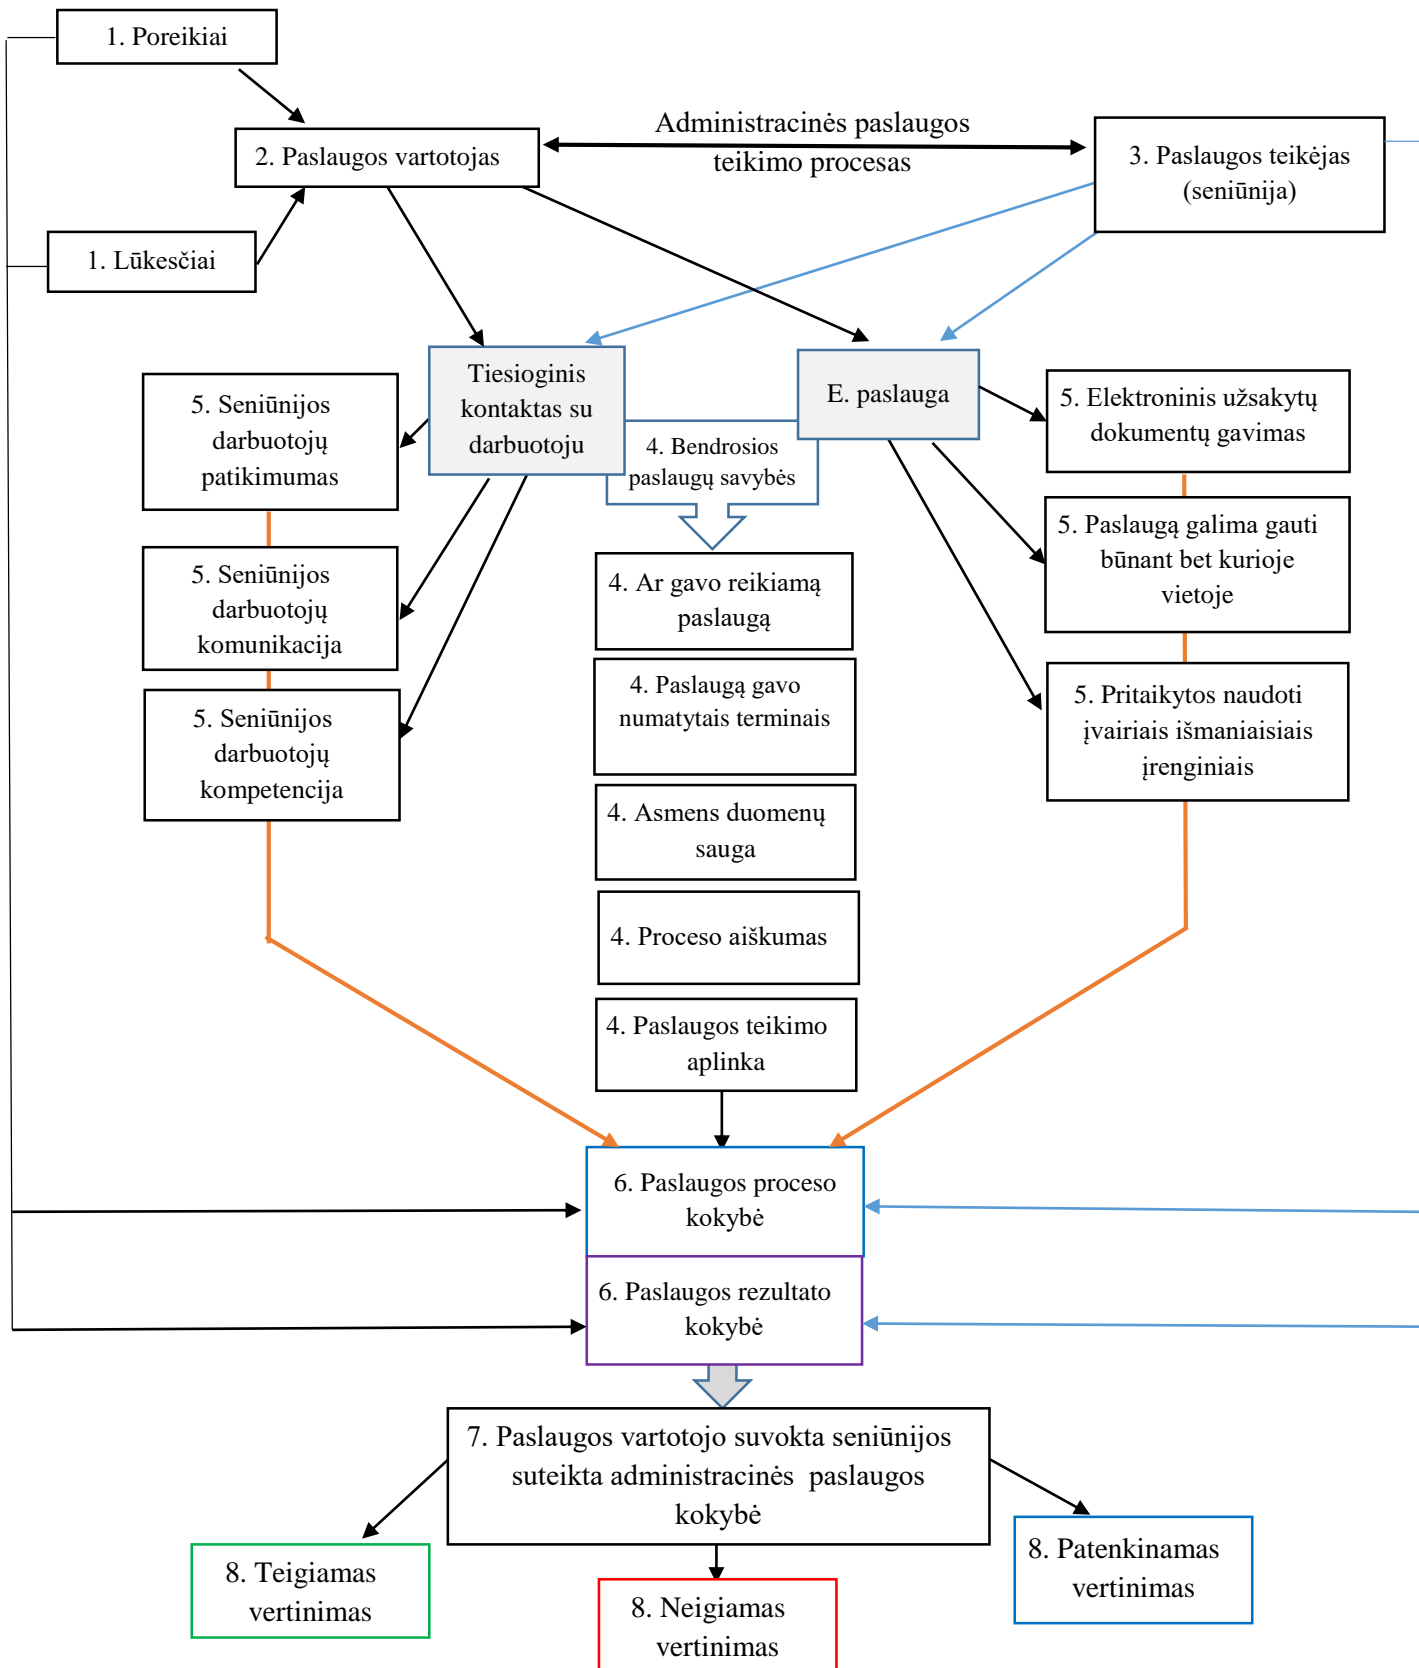 1. Poreikiai
Administracinės paslaugos
teikimo procesas
2. Paslaugos vartotojas
3. Paslaugos teikėjas
(seniūnija)
1. Lūkesčiai
Tiesioginis
kontaktas su
darbuotoju
E. paslauga
5. Seniūnijos
darbuotojų
patikimumas
4. Bendrosios
paslaugų savybės
5. Elektroninis užsakytų
dokumentų gavimas
5. Seniūnijos
darbuotojų
komunikacija
4. Ar gavo reikiamą
paslaugą
5. Paslaugą galima gauti
būnant bet kurioje
vietoje
5. Seniūnijos
darbuotojų
kompetencija
4. Paslaugą gavo
numatytais terminais
5. Pritaikytos naudoti
įvairiais išmaniaisiais
įrenginiais
4. Asmens duomenų
sauga
4. Proceso aiškumas
4. Paslaugos teikimo
aplinka
6. Paslaugos proceso
kokybė
6. Paslaugos rezultato
kokybė
7. Paslaugos vartotojo suvokta seniūnijos
suteikta administracinės paslaugos
kokybė
8. Teigiamas
vertinimas
8. Neigiamas
vertinimas
8. Patenkinamas
vertinimas